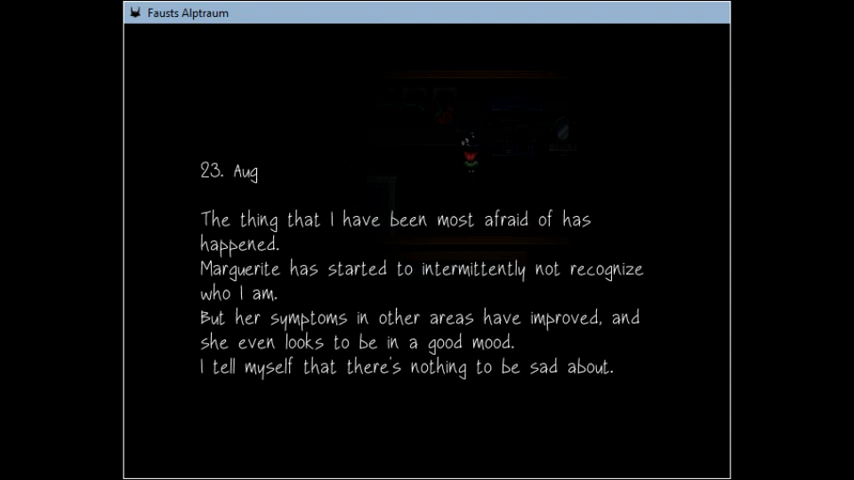 Fausts Alptraum
23. Aug
The thing that I have been most afraid of has
happened.
Marguerite has started to intermittently not recognize
who I am.
But her symptoms in other areas have improved, and
she even looks to be in a good mood.
I tell myself that there's nothing to be sad about.